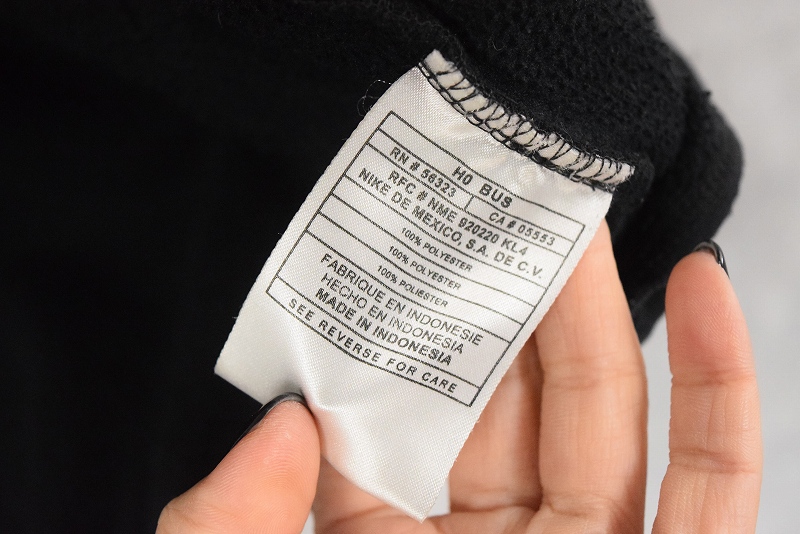 H0 BUS
RN # 56323 CA # 05553
RFC # NME 920220 KL4
NIKE DE MEXICO, S.A. DE C.V.
100% POLYESTER
100% POLYESTER
100% POLIESTER
FABRIQUE EN INDONESIE
HECHO EN INDONESIA
MADE IN INDONESIA
SEE REVERSE FOR CARE